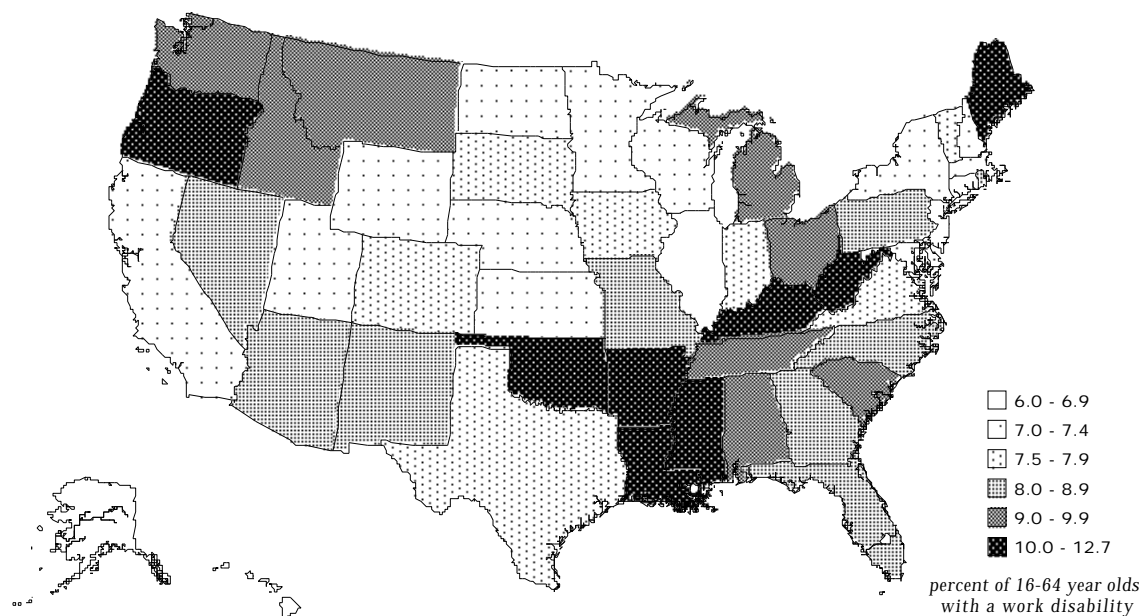 6.0 - 6.9
7.0 - 7.4
7.5 - 7.9
8.0 - 8.9
9.0 - 9.9
10.0 - 12.7
percent of 16-64 year olds
with a work disability